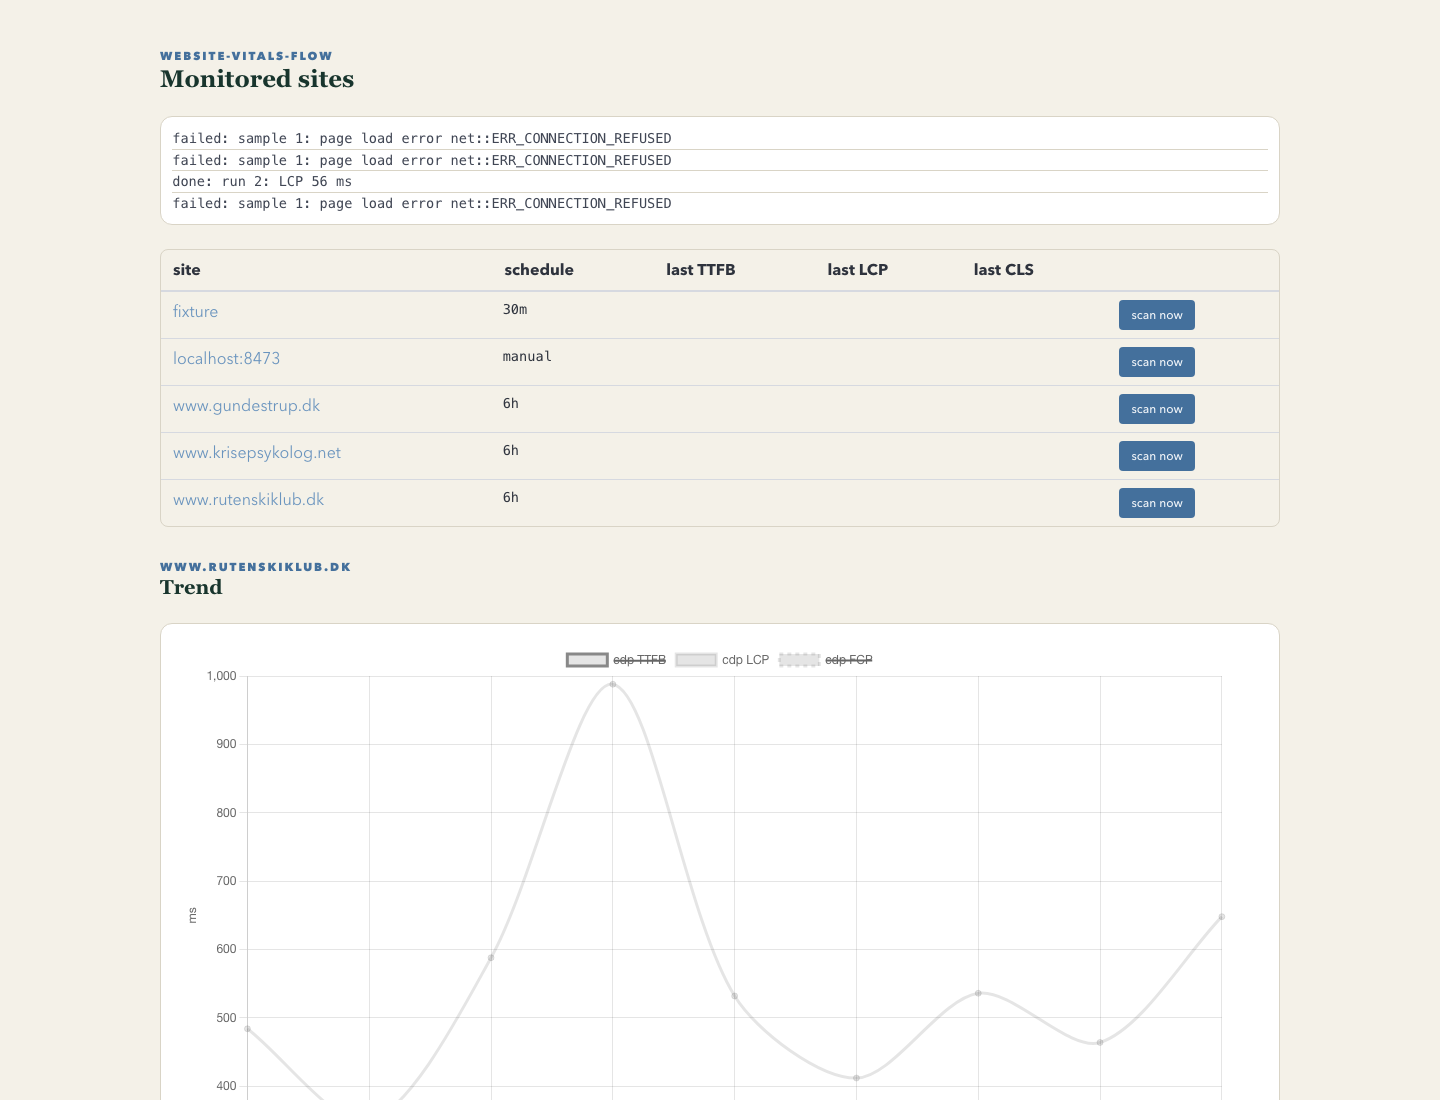 WEBSITE-VITALS-FLOW
Monitored sites
failed: sample 1: page load error net::ERR_CONNECTION_REFUSED
failed: sample 1: page load error net::ERR_CONNECTION_REFUSED
done: run 2: LCP 56 ms
failed: sample 1: page load error net::ERR_CONNECTION_REFUSED
site schedule last TTFB last LCP last CLS
fixture 30m scan now
localhost:8473 manual scan now
www.gundestrup.dk 6h scan now
www.krisepsykolog.net 6h scan now
www.rutenskiklub.dk 6h scan now
WWW.RUTENSKIKLUB.DK
Trend
cdp TTFB cdp LCP cdp FCP
1,000
900
800
700
ms
600
500
400